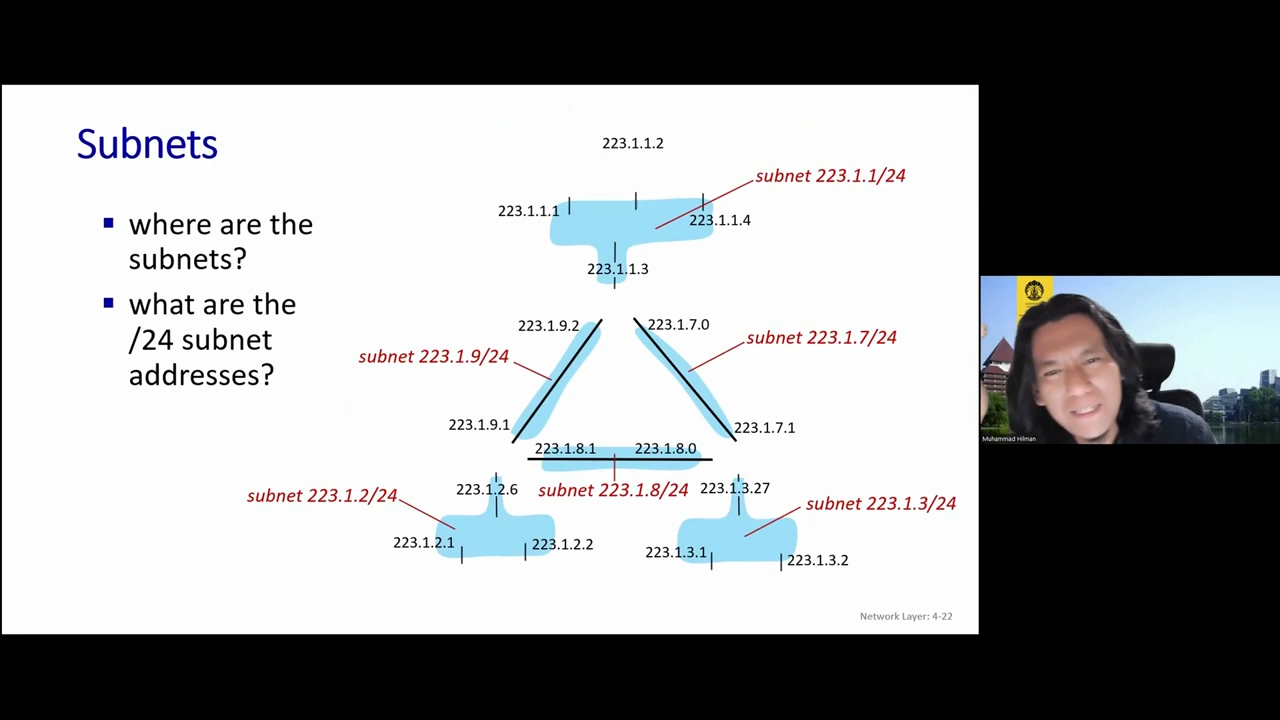 Subnets
▪ where are the
subnets?
▪ what are the
/24 subnet
addresses?
223.1.1.2
subnet 223.1.1/24
223.1.1.1
223.1.1.4
223.1.1.3
223.1.9.2
223.1.7.0
subnet 223.1.9/24
subnet 223.1.7/24
223.1.9.1
223.1.7.1
223.1.8.1
223.1.8.0
223.1.2.6
subnet 223.1.8/24
223.1.3.27
subnet 223.1.2/24
subnet 223.1.3/24
223.1.2.1
223.1.2.2
223.1.3.1
223.1.3.2
Network Layer: 4-22
Muhammad Hilman